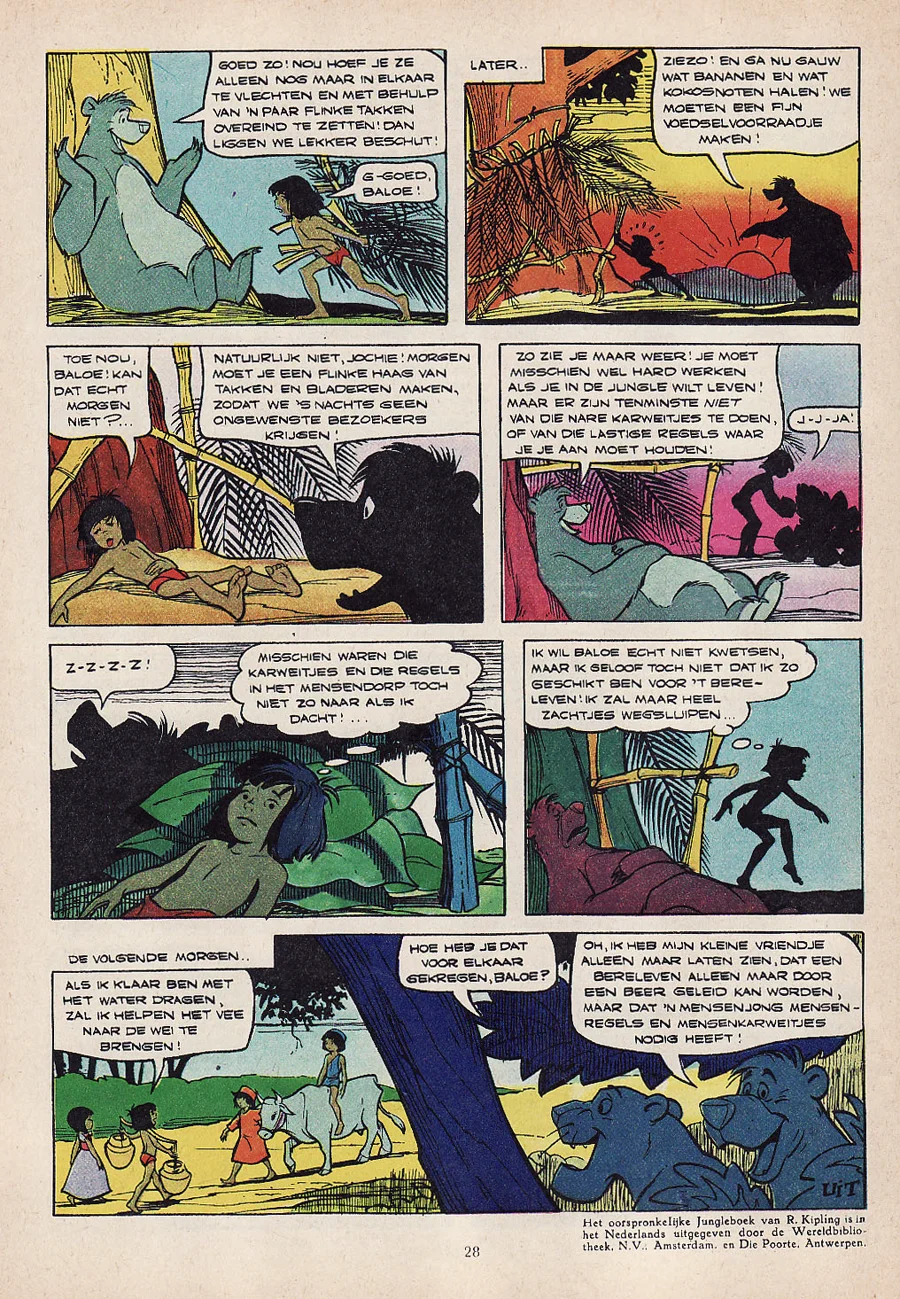 GOED ZO! NOU HOEF JE ZE
ALLEEN NOG MAAR IN ELKAAR
TE VLECHTEN EN MET BEHULP
VAN 'N PAAR FLINKE TAKKEN
OVEREIND TE ZETTEN! DAN
LIGGEN WE LEKKER BESCHUT!
G-GOED,
BALOE!
LATER..
ZIEZO! EN GA NU GAUW
WAT BANANEN EN WAT
KOKOSNOTEN HALEN! WE
MOETEN EEN FIJN
VOEDSELVOORRAADJE
MAKEN!
TOE NOU,
BALOE! KAN
DAT ECHT
MORGEN
NIET?...
NATUURLIJK NIET, JOCHIE! MORGEN
MOET JE EEN FLINKE HAAG VAN
TAKKEN EN BLADEREN MAKEN,
ZODAT WE 'S NACHTS GEEN
ONGEWENSTE BEZOEKERS
KRIJGEN!
ZO ZIE JE MAAR WEER! JE MOET
MISSCHIEN WEL HARD WERKEN
ALS JE IN DE JUNGLE WILT LEVEN!
MAAR ER ZIJN TENMINSTE NIET
VAN DIE NARE KARWEITJES TE DOEN,
OF VAN DIE LASTIGE REGELS WAAR
JE JE AAN MOET HOUDEN!
J-J-JA!
Z-Z-Z-Z!
MISSCHIEN WAREN DIE
KARWEITJES EN DIE REGELS
IN HET MENSENDORP TOCH
NIET ZO NAAR ALS IK
DACHT!...
IK WIL BALOE ECHT NIET KWETSEN,
MAAR IK GELOOF TOCH NIET DAT IK ZO
GESCHIKT BEN VOOR 'T BERE-
LEVEN! IK ZAL MAAR HEEL
ZACHTJES WEGSLUIPEN...
DE VOLGENDE MORGEN..
ALS IK KLAAR BEN MET
HET WATER DRAGEN,
ZAL IK HELPEN HET VEE
NAAR DE WEI TE
BRENGEN!
HOE HEB JE DAT
VOOR ELKAAR
GEKREGEN, BALOE?
OH, IK HEB MIJN KLEINE VRIENDJE
ALLEEN MAAR LATEN ZIEN, DAT EEN
BERELEVEN ALLEEN MAAR DOOR
EEN BEER GELEID KAN WORDEN,
MAAR DAT 'N MENSENJONG MENSEN-
REGELS EN MENSENKARWEITJES
NODIG HEEFT!
UIT
Het oorspronkelijke Jungleboek van R. Kipling is in
het Nederlands uitgegeven door de Wereldbiblio-
theek, N.V., Amsterdam. en Die Poorte, Antwerpen.
28